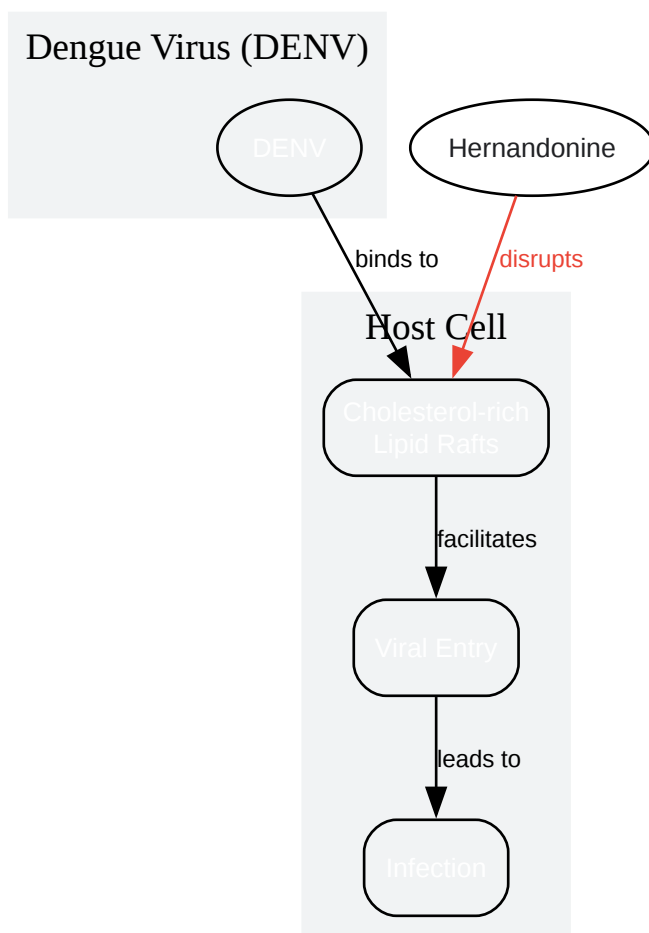 Dengue Virus (DENV)
DENV
Hernandonine
binds to
disrupts
Host Cell
Cholesterol-rich
Lipid Rafts
facilitates
Viral Entry
leads to
Infection